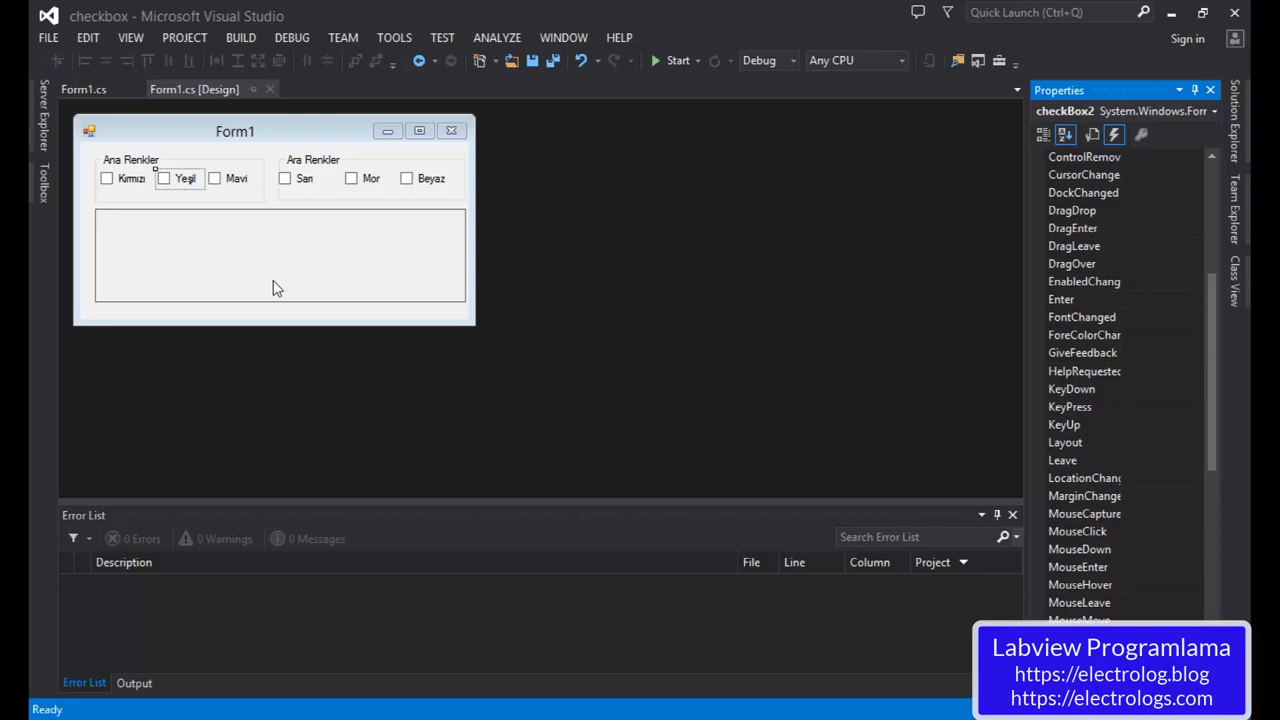 checkbox - Microsoft Visual Studio
Quick Launch (Ctrl+Q)
FILE EDIT VIEW PROJECT BUILD DEBUG TEAM TOOLS TEST ANALYZE WINDOW HELP
Sign in
Start Debug Any CPU
Server Explorer
Toolbox
Form1.cs Form1.cs [Design]
Form1
Ana Renkler
Kırmızı Yeşil Mavi
Ara Renkler
Sarı Mor Beyaz
Properties
checkBox2 System.Windows.Forr
ControlRemov
CursorChange
DockChanged
DragDrop
DragEnter
DragLeave
DragOver
EnabledChang
Enter
FontChanged
ForeColorChar
GiveFeedback
HelpRequested
KeyDown
KeyPress
KeyUp
Layout
Leave
LocationChang
MarginChange
MouseCapture
MouseClick
MouseDown
MouseEnter
MouseHover
MouseLeave
MouseMove
Solution Explorer
Team Explorer
Class View
Error List
0 Errors 0 Warnings 0 Messages
Search Error List
Description File Line Column Project
Error List Output
Ready
Labview Programlama
https://electrolog.blog
https://electrologs.com